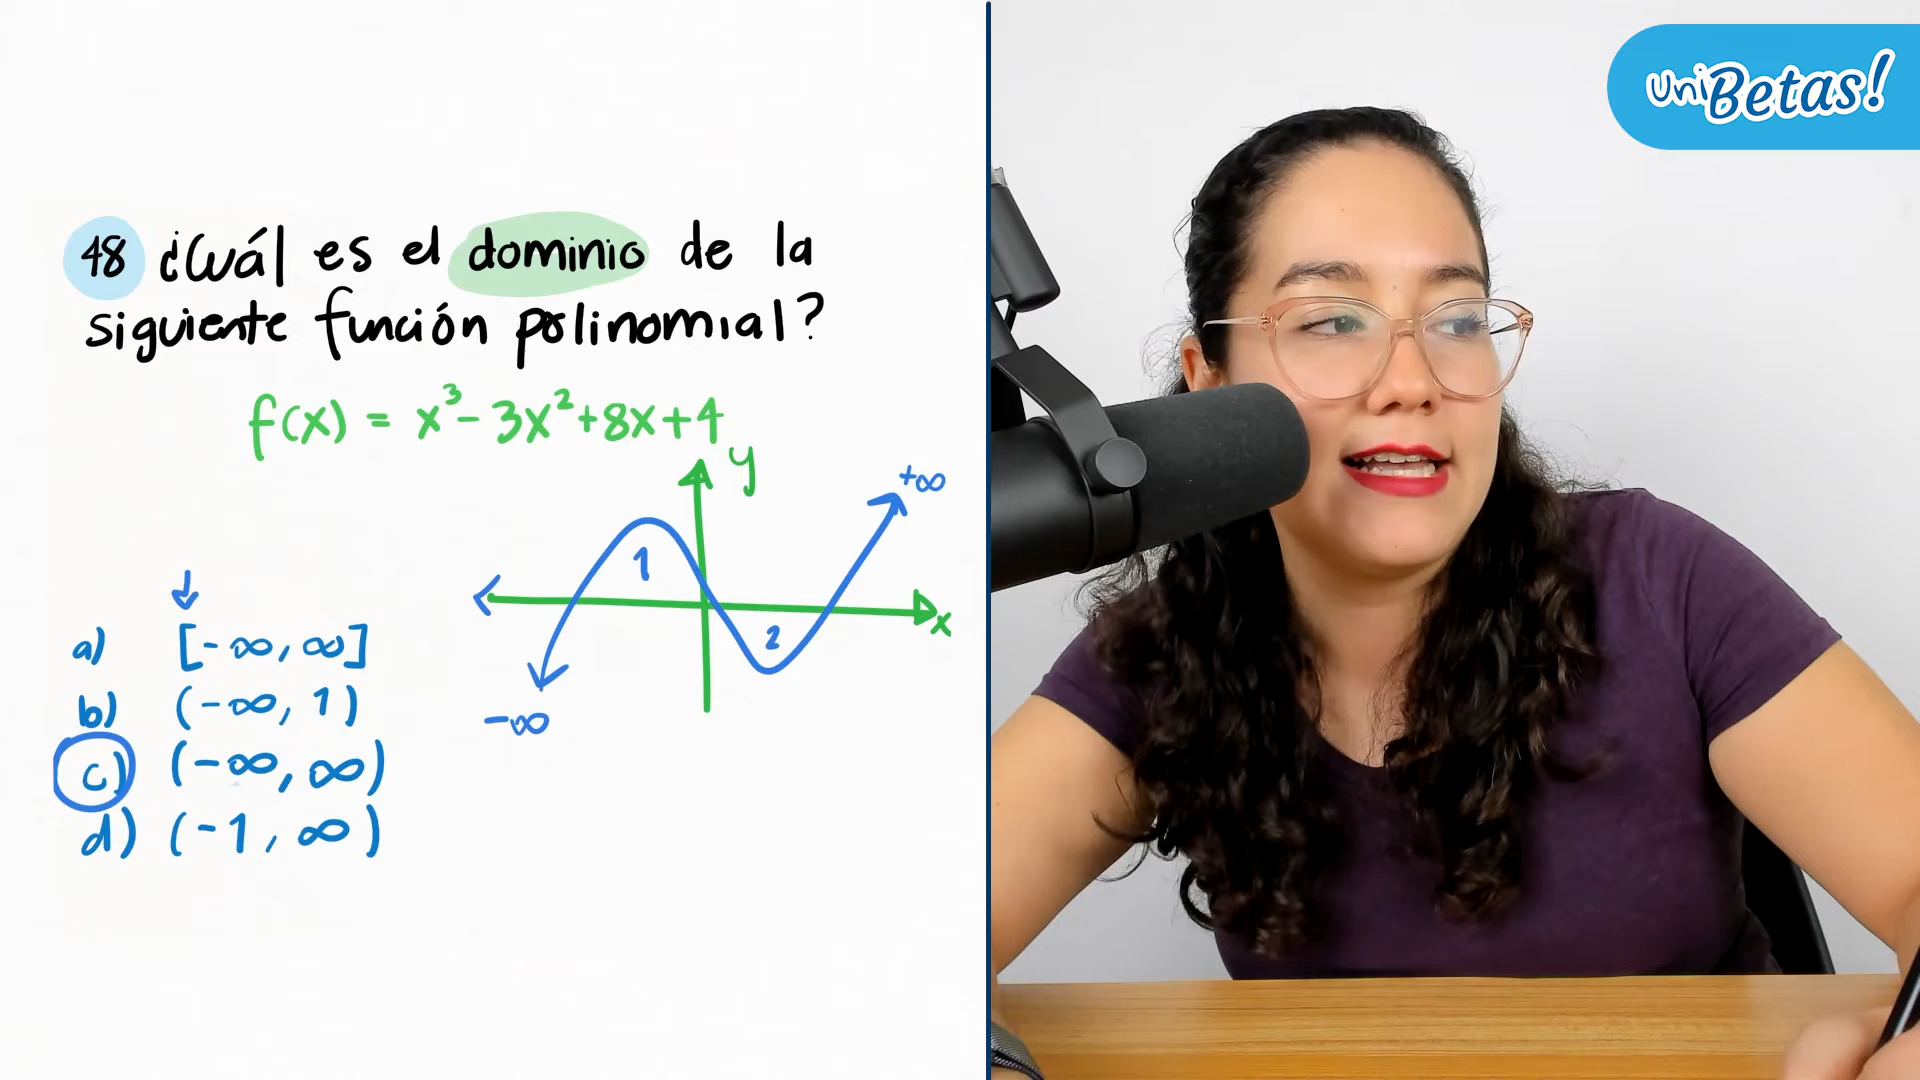 48 ¿Cuál es el dominio de la
siguiente función polinomial?
f(x) = x³- 3x²+8x+4
y
+∞
1
x
2
-∞
a) [-∞, ∞]
b) (-∞, 1)
c) (-∞, ∞)
d) (-1, ∞)
uniBetas!